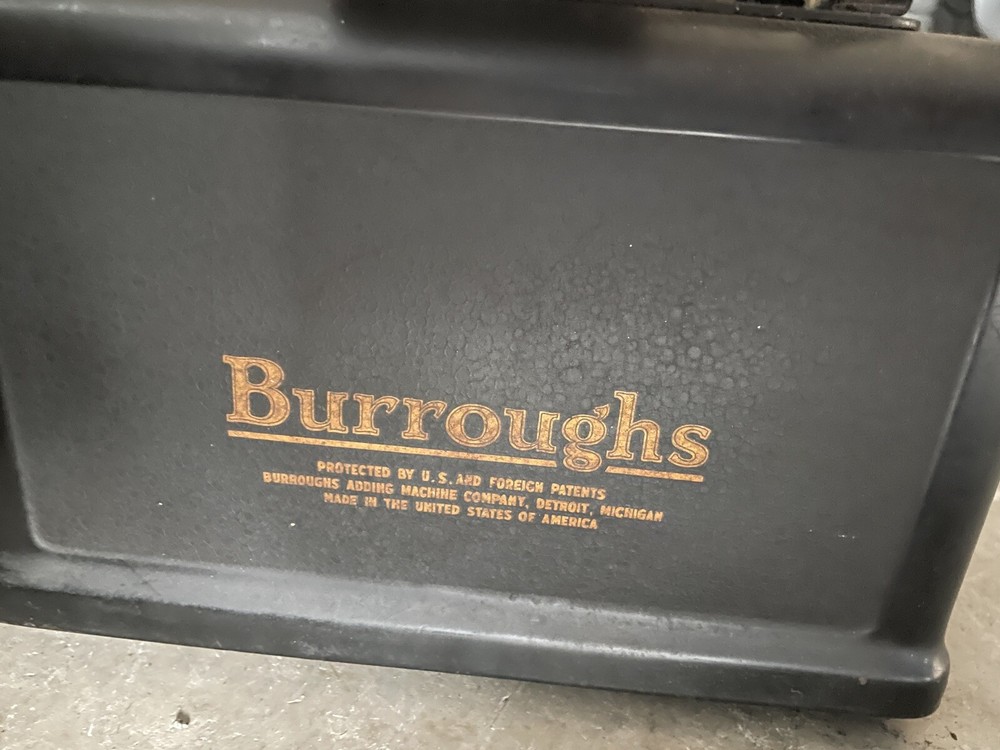 Burroughs
PROTECTED BY U.S. AND FOREIGN PATENTS
BURROUGHS ADDING MACHINE COMPANY, DETROIT, MICHIGAN
MADE IN THE UNITED STATES OF AMERICA